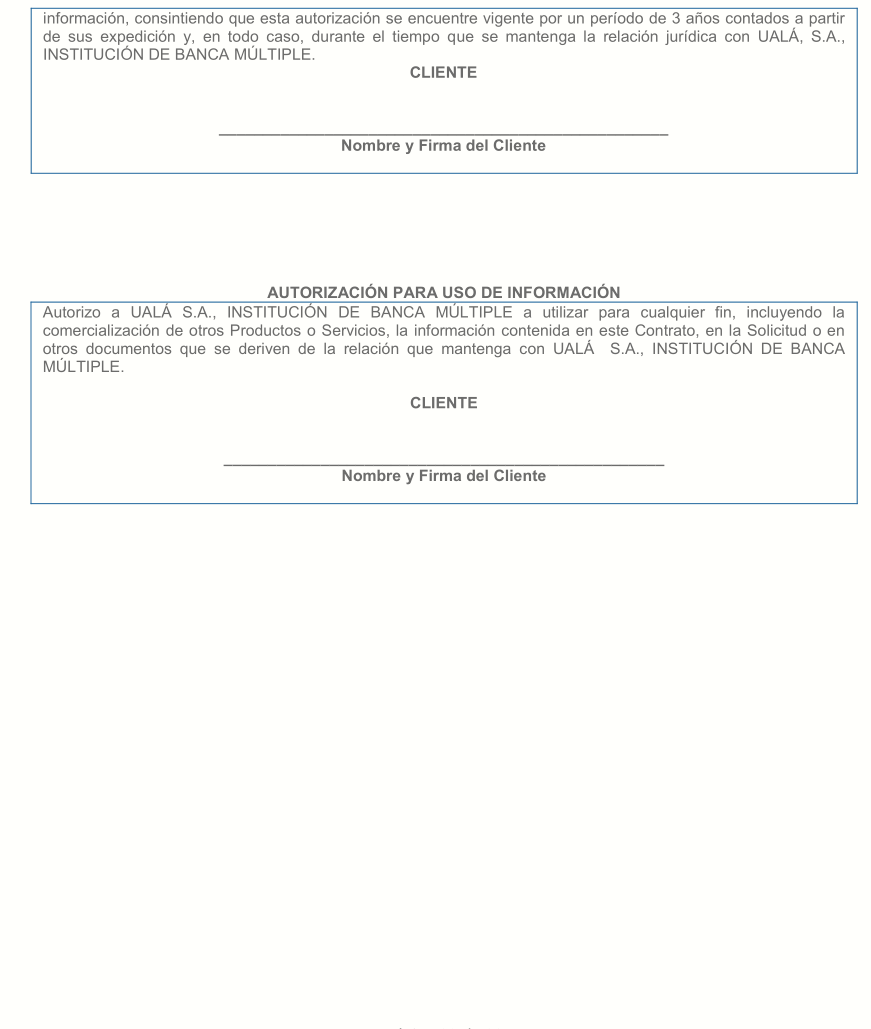 información, consintiendo que esta autorización se encuentre vigente por un período de 3 años contados a partir
de sus expedición y, en todo caso, durante el tiempo que se mantenga la relación jurídica con UALÁ, S.A.,
INSTITUCIÓN DE BANCA MÚLTIPLE.
CLIENTE
Nombre y Firma del Cliente
AUTORIZACIÓN PARA USO DE INFORMACIÓN
Autorizo a UALÁ S.A., INSTITUCIÓN DE BANCA MÚLTIPLE a utilizar para cualquier fin, incluyendo la
comercialización de otros Productos o Servicios, la información contenida en este Contrato, en la Solicitud o en
otros documentos que se deriven de la relación que mantenga con UALÁ S.A., INSTITUCIÓN DE BANCA
MÚLTIPLE.
CLIENTE
Nombre y Firma del Cliente